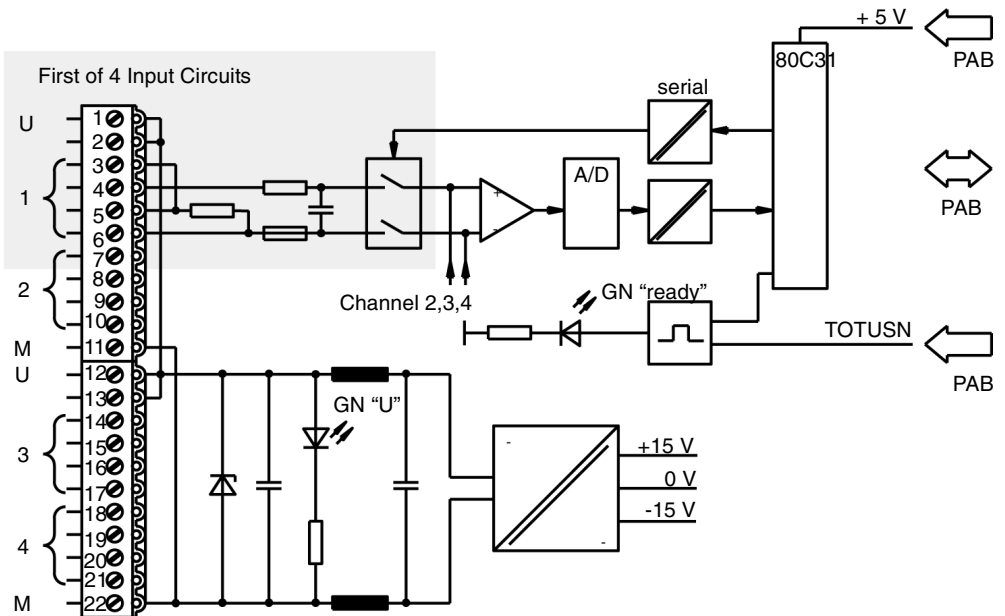 + 5 V
PAB
80C31
First of 4 Input Circuits
serial
U
1
2
3
4
5
6
1
A/D
+
-
PAB
7
8
9
10
2
Channel 2,3,4
GN “ready”
TOTUSN
PAB
M
11
U
12
13
GN “U”
14
15
16
17
3
-
+15 V
0 V
-15 V
-
18
19
20
21
4
M
22